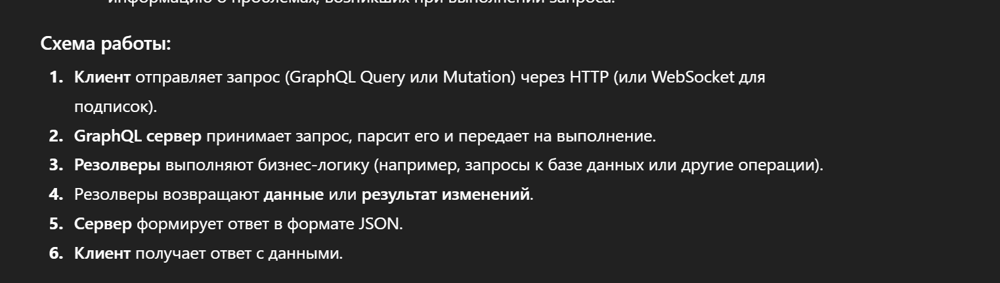 информацию о проблемах, возникших при выполнении запроса.
Схема работы:
1. Клиент отправляет запрос (GraphQL Query или Mutation) через HTTP (или WebSocket для
подписок).
2. GraphQL сервер принимает запрос, парсит его и передает на выполнение.
3. Резолверы выполняют бизнес-логику (например, запросы к базе данных или другие операции).
4. Резолверы возвращают данные или результат изменений.
5. Сервер формирует ответ в формате JSON.
6. Клиент получает ответ с данными.